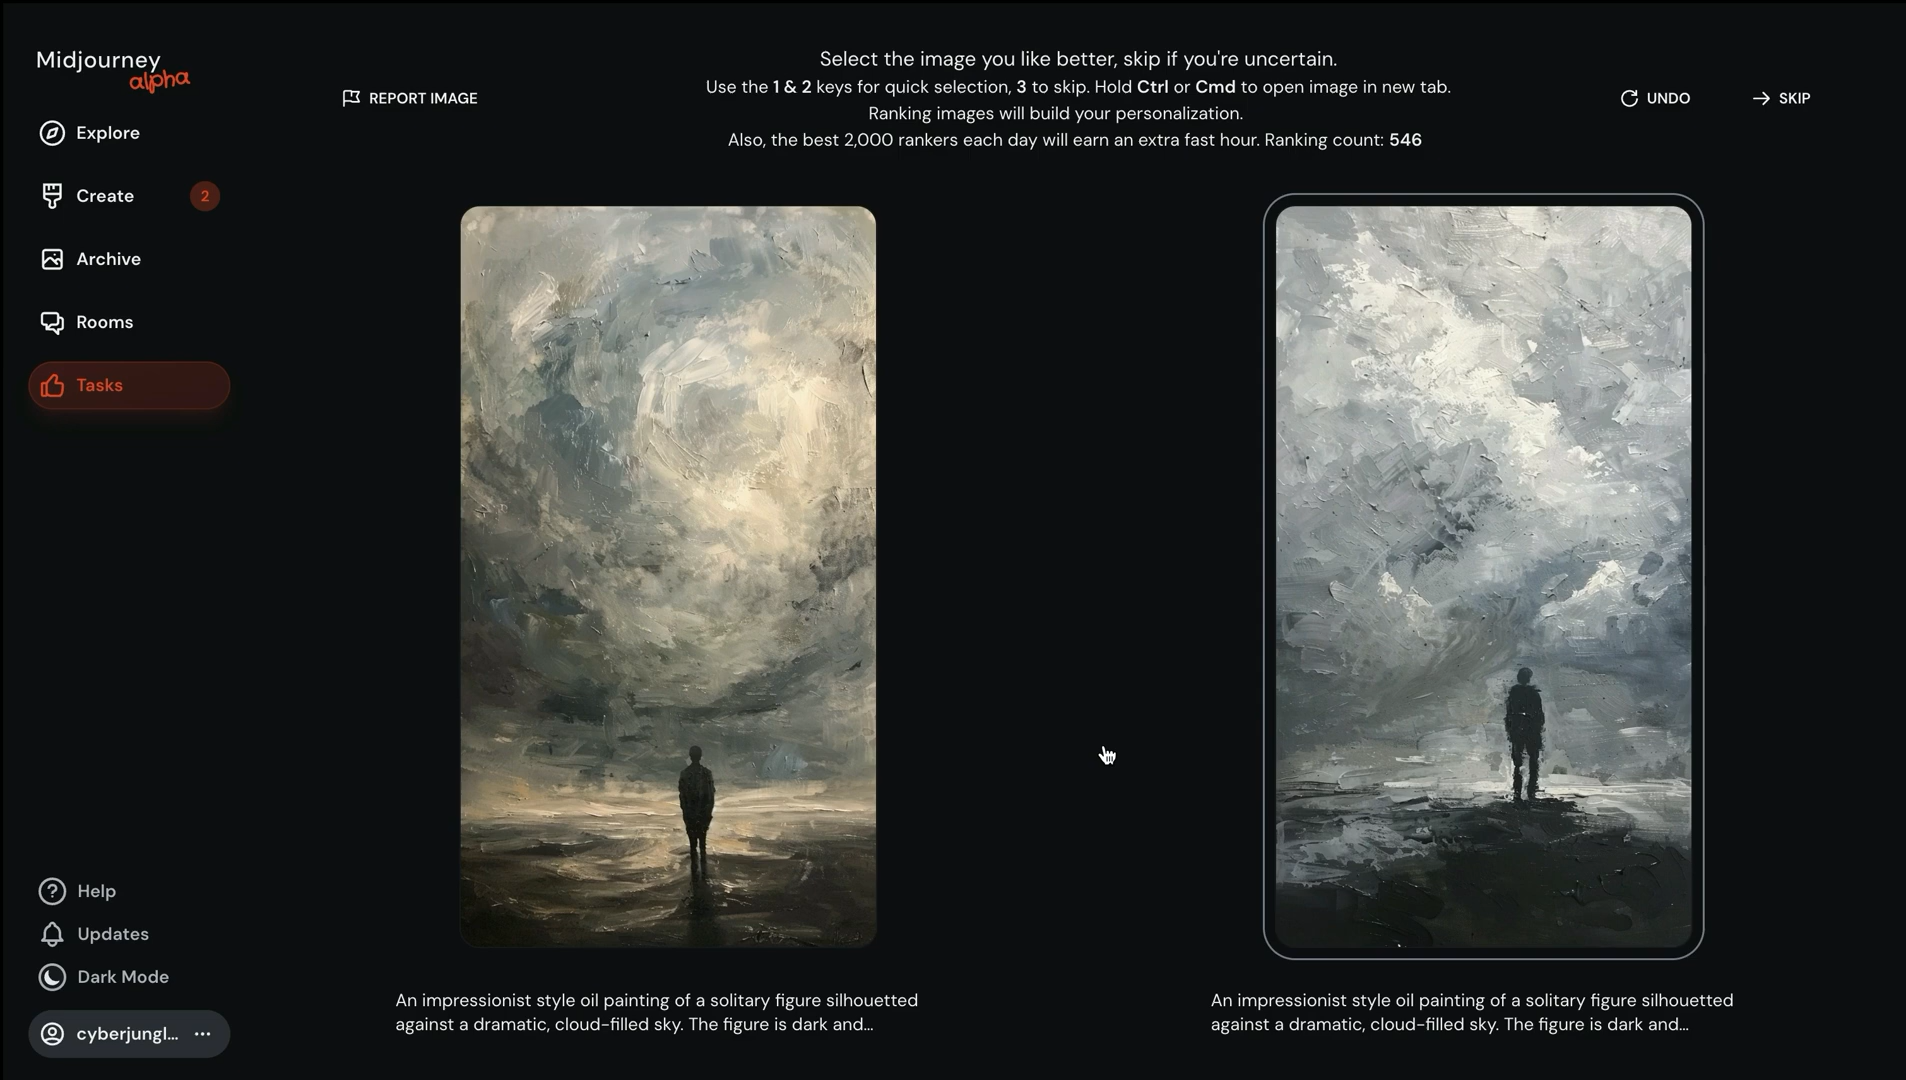 Midjourney
alpha
Explore
Create
2
Archive
Rooms
Tasks
Help
Updates
Dark Mode
cyberjungl...
REPORT IMAGE
Select the image you like better, skip if you're uncertain.
Use the 1 & 2 keys for quick selection, 3 to skip. Hold Ctrl or Cmd to open image in new tab.
Ranking images will build your personalization.
Also, the best 2,000 rankers each day will earn an extra fast hour. Ranking count: 546
UNDO
SKIP
An impressionist style oil painting of a solitary figure silhouetted
against a dramatic, cloud-filled sky. The figure is dark and...
An impressionist style oil painting of a solitary figure silhouetted
against a dramatic, cloud-filled sky. The figure is dark and...